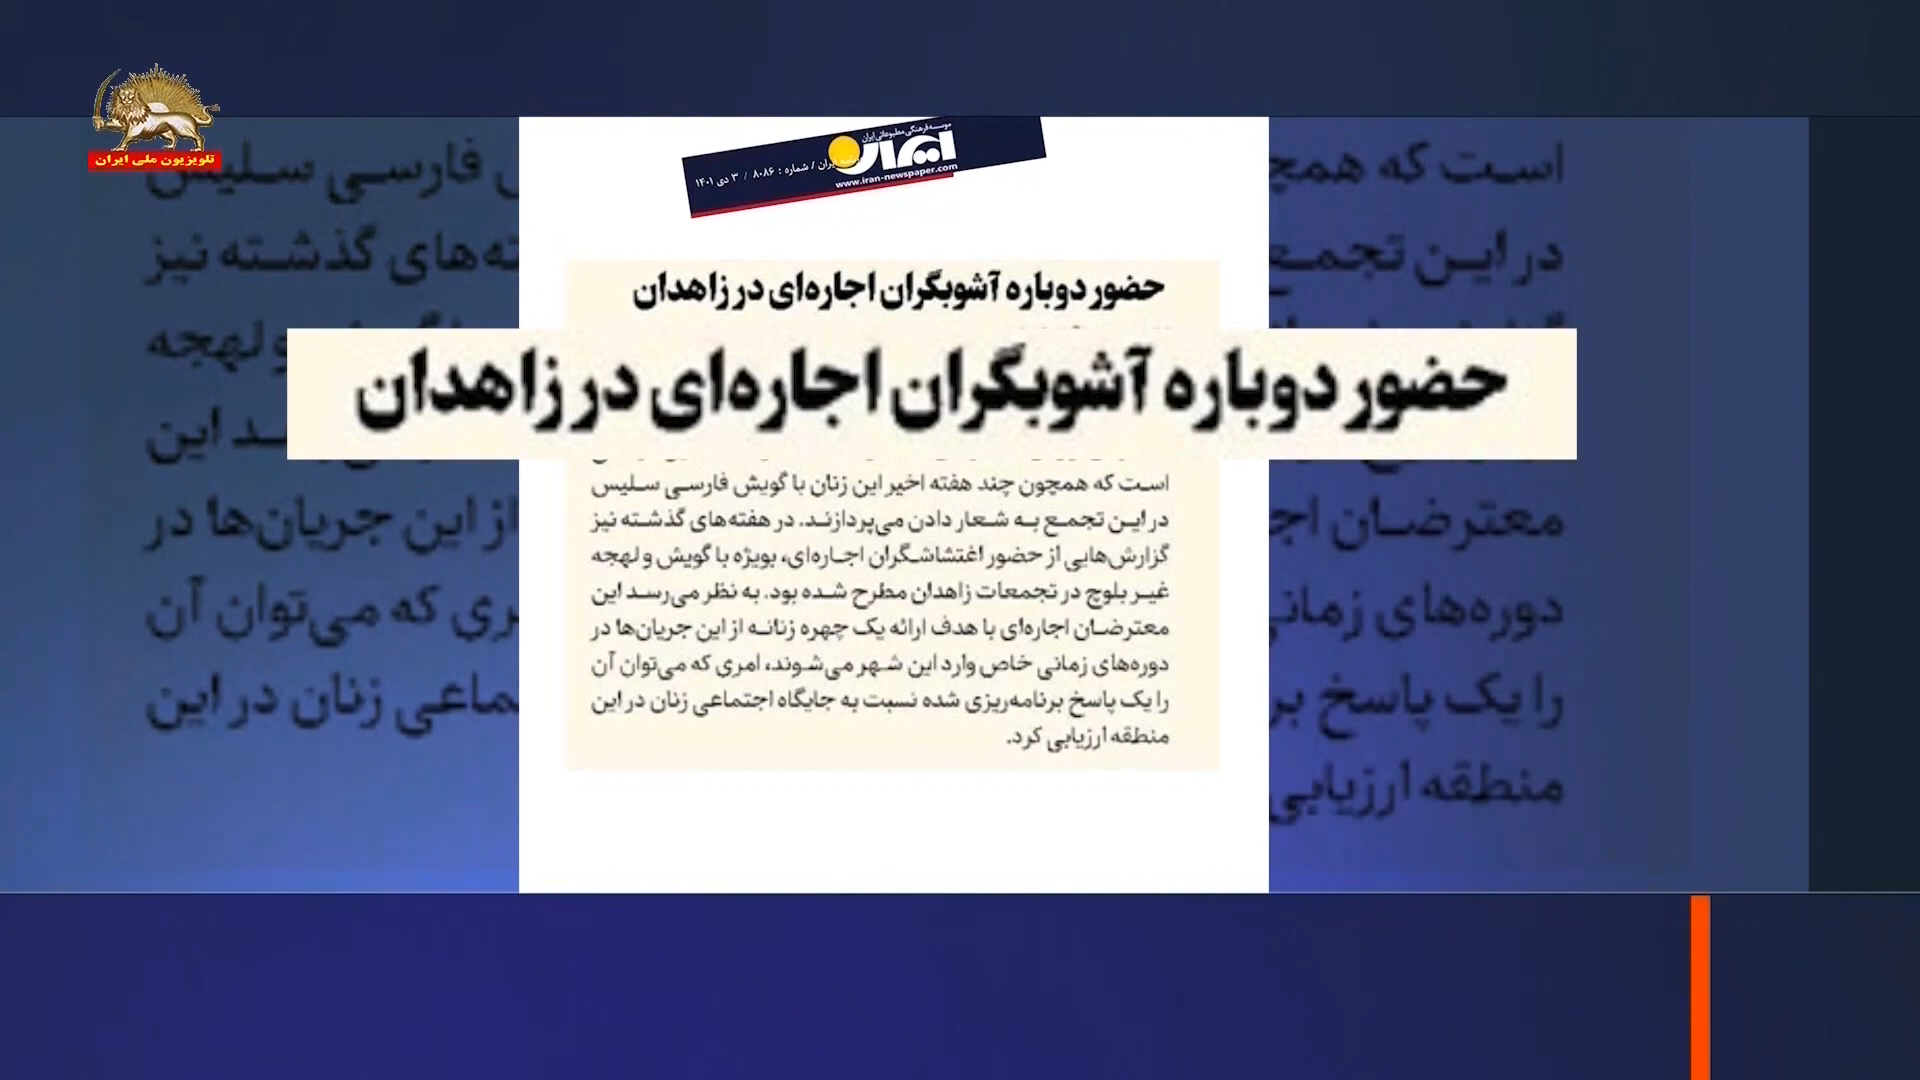 تلویزیون ملی ایران
موسسه فرهنگی مطبوعاتی ایران
ایران
ایران / شماره : ۸۰۸۶ / ۳ دی ۱۴۰۱
www.iran-newspaper.com
حضور دوباره آشوبگران اجاره‌ای در زاهدان
حضور دوباره آشوبگران اجاره‌ای در زاهدان
است که همچون چند هفته اخیر این زنان با گویش فارسی سلیس
در این تجمع به شعار دادن می‌پردازند. در هفته‌های گذشته نیز
گزارش‌هایی از حضور اغتشاشگران اجاره‌ای، بویژه با گویش و لهجه
غیر بلوچ در تجمعات زاهدان مطرح شده بود. به نظر می‌رسد این
معترضان اجاره‌ای با هدف ارائه یک چهره زنانه از این جریان‌ها در
دوره‌های زمانی خاص وارد این شهر می‌شوند، امری که می‌توان آن
را یک پاسخ برنامه‌ریزی شده نسبت به جایگاه اجتماعی زنان در این
منطقه ارزیابی کرد.